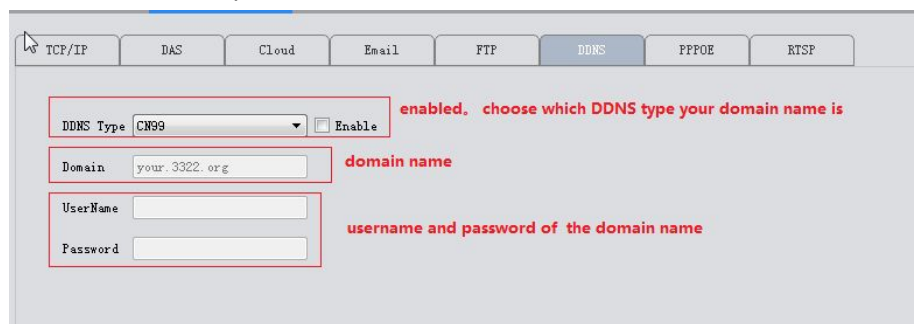 TCP/IP DAS Cloud Email FTP DDNS PPPOE RTSP
enabled。 choose which DDNS type your domain name is
DDNS Type CN99 Enable
Domain your.3322.org domain name
UserName
username and password of the domain name
Password